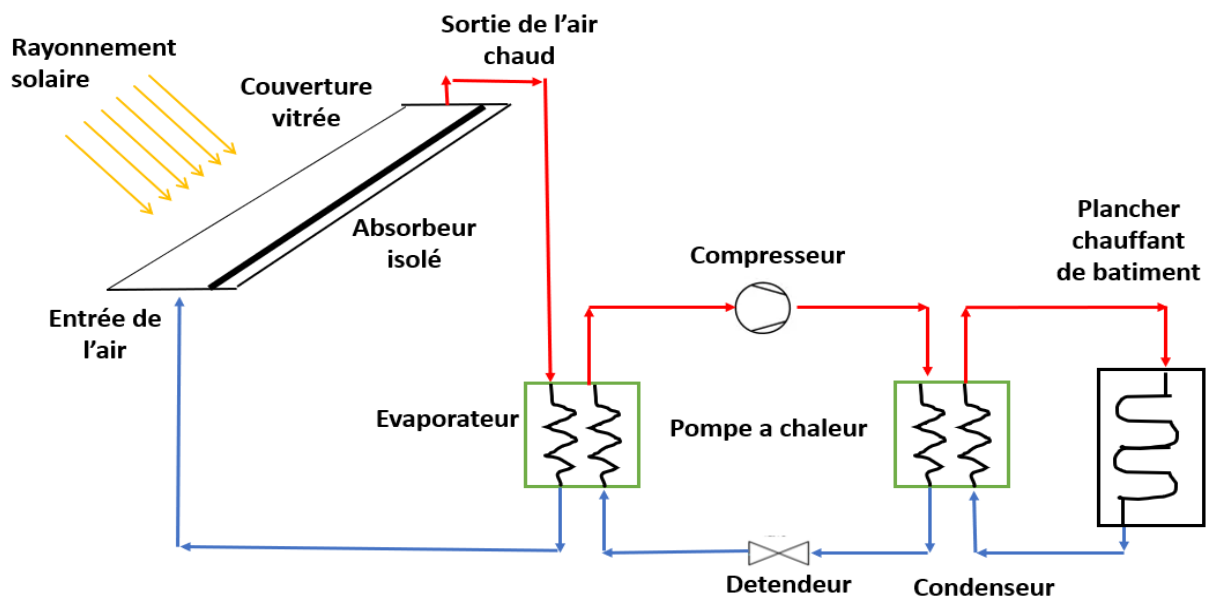 Sortie de l'air
chaud
Rayonnement
solaire
Couverture
vitrée
Absorbeur
isolé
Plancher
chauffant
de batiment
Compresseur
Entrée de
l'air
Evaporateur
Pompe a chaleur
Detendeur
Condenseur